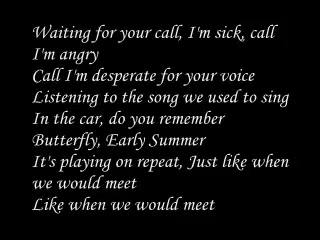 Waiting for your call, I'm sick, call
I'm angry
Call I'm desperate for your voice
Listening to the song we used to sing
In the car, do you remember
Butterfly, Early Summer
It's playing on repeat, Just like when
we would meet
Like when we would meet